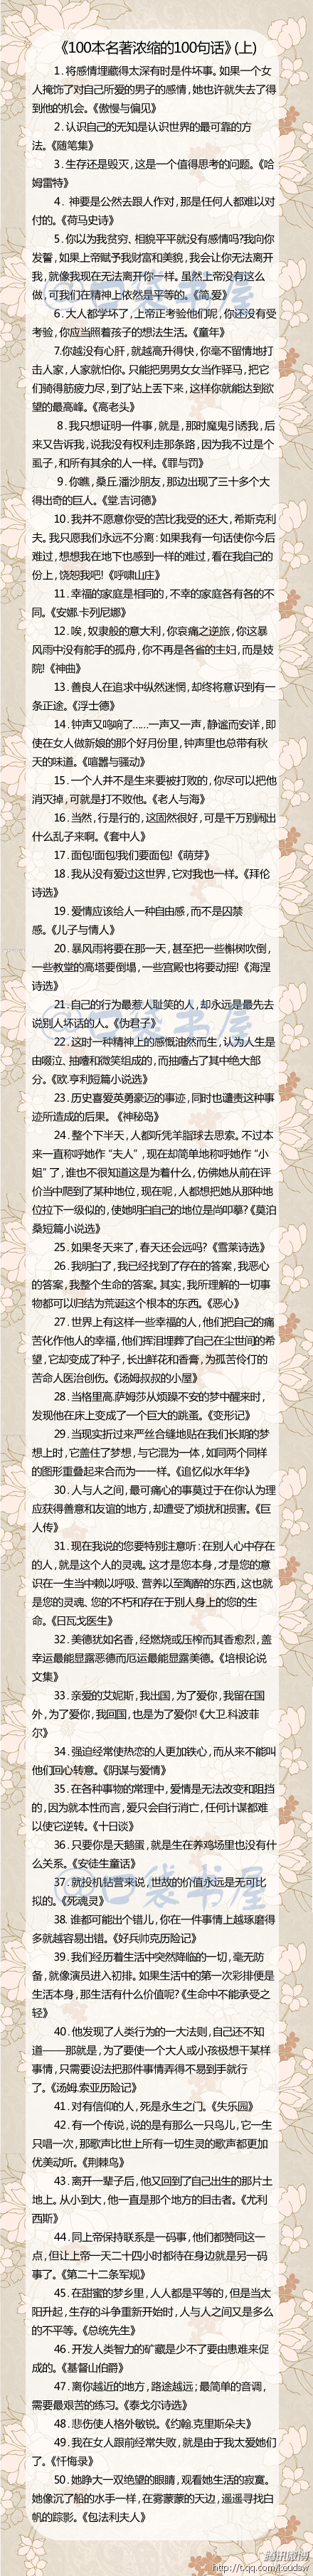 《100本名著浓缩的100句话》(上)
1.将感情埋藏得太深有时是件坏事。如果一个女
人掩饰了对自己所爱的男子的感情,她也许就失去了得
到他的机会。《傲慢与偏见》
2.认识自己的无知是认识世界的最可靠的方
法。《随笔集》
3.生存还是毁灭,这是一个值得思考的问题。《哈
姆雷特》
4. 神要是公然去跟人作对,那是任何人都难以对
付的。《荷马史诗》
5.你以为我贫穷、相貌平平就没有感情吗?我向你
发誓,如果上帝赋予我财富和美貌,我会让你无法离开
我,就像我现在无法离开你一样。虽然上帝没有这么
做,可我们在精神上依然是平等的。《简.爱》
6.大人都学坏了,上帝正考验他们呢,你还没有受
考验,你应当照着孩子的想法生活。《童年》
7.你越没有心肝,就越高升得快,你毫不留情地打
击人家,人家就怕你。只能把男男女女当作驿马,把它
们骑得筋疲力尽,到了站上丢下来,这样你就能达到欲
望的最高峰。《高老头》
8.我只想证明一件事,就是,那时魔鬼引诱我,后
来又告诉我,说我没有权利走那条路,因为我不过是个
虱子,和所有其余的人一样。《罪与罚》
9.你瞧,桑丘.潘沙朋友,那边出现了三十多个大
得出奇的巨人。《堂.吉诃德》
10.我并不愿意你受的苦比我受的还大,希斯克利
夫。我只愿我们永远不分离:如果我有一句话使你今后
难过,想想我在地下也感到一样的难过,看在我自己的
份上,饶恕我吧!《呼啸山庄》
11.幸福的家庭是相同的,不幸的家庭各有各的不
同。《安娜.卡列尼娜》
12.唉,奴隶般的意大利,你哀痛之逆旅,你这暴
风雨中没有舵手的孤舟,你不再是各省的主妇,而是妓
院!《神曲》
13.善良人在追求中纵然迷惘,却终将意识到有一
条正途。《浮士德》
14.钟声又鸣响了……一声又一声,静谧而安详,即
使在女人做新娘的那个好月份里,钟声里也总带有秋
天的味道。《喧嚣与骚动》
15.一个人并不是生来要被打败的,你尽可以把他
消灭掉,可就是打不败他。《老人与海》
16.当然,行是行的,这固然很好,可是千万别闹出
什么乱子来啊。《套中人》
17.面包!面包!我们要面包!《萌芽》
18.我从没有爱过这世界,它对我也一样。《拜伦
诗选》
19.爱情应该给人一种自由感,而不是囚禁
感。《儿子与情人》
20.暴风雨将要在那一天,甚至把一些槲树吹倒,
一些教堂的高塔要倒塌,一些宫殿也将要动摇!《海涅
诗选》
21.自己的行为最惹人耻笑的人,却永远是最先去
说别人坏话的人。《伪君子》
22.这时一种精神上的感慨油然而生,认为人生是
由啜泣、抽噎和微笑组成的,而抽噎占了其中绝大部
分。《欧.亨利短篇小说选》
23.历史喜爱英勇豪迈的事迹,同时也谴责这种事
迹所造成的后果。《神秘岛》
24.整个下半天,人都听凭羊脂球去思索。不过本
来一直称呼她作"夫人",现在却简单地称呼她作"小
姐"了,谁也不很知道这是为着什么,仿佛她从前在评
价当中爬到了某种地位,现在呢,人都想把她从那种地
位拉下一级似的,使她明白自己的地位是尚叩摹?《莫泊
桑短篇小说选》
25.如果冬天来了,春天还会远吗?《雪莱诗选》
26.我明白了,我已经找到了存在的答案,我恶心
的答案,我整个生命的答案。其实,我所理解的一切事
物都可以归结为荒诞这个根本的东西。《恶心》
27.世界上有这样一些幸福的人,他们把自己的痛
苦化作他人的幸福,他们挥泪埋葬了自己在尘世间的希
望,它却变成了种子,长出鲜花和香膏,为孤苦伶仃的
苦命人医治创伤。《汤姆叔叔的小屋》
28.当格里高.萨姆莎从烦躁不安的梦中醒来时,
发现他在床上变成了一个巨大的跳蚤。《变形记》
29.当现实折过来严丝合缝地贴在我们长期的梦
想上时,它盖住了梦想,与它混为一体,如同两个同样
的图形重叠起来合而为一一样。《追忆似水年华》
30.人与人之间,最可痛心的事莫过于在你认为理
应获得善意和友谊的地方,却遭受了烦扰和损害。《巨
人传》
31.现在我说的您要特别注意听:在别人心中存在
的人,就是这个人的灵魂。这才是您本身,才是您的意
识在一生当中赖以呼吸、营养以至陶醉的东西,这也就
是您的灵魂、您的不朽和存在于别人身上的您的生
命。《日瓦戈医生》
32.美德犹如名香,经燃烧或压榨而其香愈烈,盖
幸运最能显露恶德而厄运最能显露美德。《培根论说
文集》
33.亲爱的艾妮斯,我出国,为了爱你,我留在国
外,为了爱你,我回国,也是为了爱你!《大卫.科波菲
尔》
34.强迫经常使热恋的人更加铁心,而从来不能叫
他们回心转意。《阴谋与爱情》
35.在各种事物的常理中,爱情是无法改变和阻挡
的,因为就本性而言,爱只会自行消亡,任何计谋都难
以使它逆转。《十日谈》
36.只要你是天鹅蛋,就是生在养鸡场里也没有什
么关系。《安徒生童话》
37.就投机钻营来说,世故的价值永远是无可比
拟的。《死魂灵》
38.谁都可能出个错儿,你在一件事情上越琢磨得
多就越容易出错。《好兵帅克历险记》
39.我们经历着生活中突然降临的一切,毫无防
备,就像演员进入初排。如果生活中的第一次彩排便是
生活本身,那生活有什么价值呢?《生命中不能承受之
轻》
40.他发现了人类行为的一大法则,自己还不知
道——那就是,为了要使一个大人或小孩极想干某样
事情,只需要设法把那件事情弄得不易到手就行
了。《汤姆.索亚历险记》
41.对有信仰的人,死是永生之门。《失乐园》
42.有一个传说,说的是有那么一只鸟儿,它一生
只唱一次,那歌声比世上所有一切生灵的歌声都更加
优美动听。《荆棘鸟》
43.离开一辈子后,他又回到了自己出生的那片土
地上。从小到大,他一直是那个地方的目击者。《尤利
西斯》
44.同上帝保持联系是一码事,他们都赞同这一
点,但让上帝一天二十四小时都待在身边就是另一码
事了。《第二十二条军规》
45.在甜蜜的梦乡里,人人都是平等的,但是当太
阳升起,生存的斗争重新开始时,人与人之间又是多么
的不平等。《总统先生》
46.开发人类智力的矿藏是少不了要由患难来促
成的。《基督山伯爵》
47.离你越近的地方,路途越远;最简单的音调,
需要最艰苦的练习。《泰戈尔诗选》
48.悲伤使人格外敏锐。《约翰.克里斯朵夫》
49.我在女人跟前经常失败,就是由于我太爱她们
了。《忏悔录》
50.她睁大一双绝望的眼睛,观看她生活的寂寞。
她像沉了船的水手一样,在雾蒙蒙的天边,遥遥寻找白
帆的踪影。《包法利夫人》
@口袋书屋
@口袋书屋
@口袋书屋
腾讯微博
http://t.qq.com/koudsw